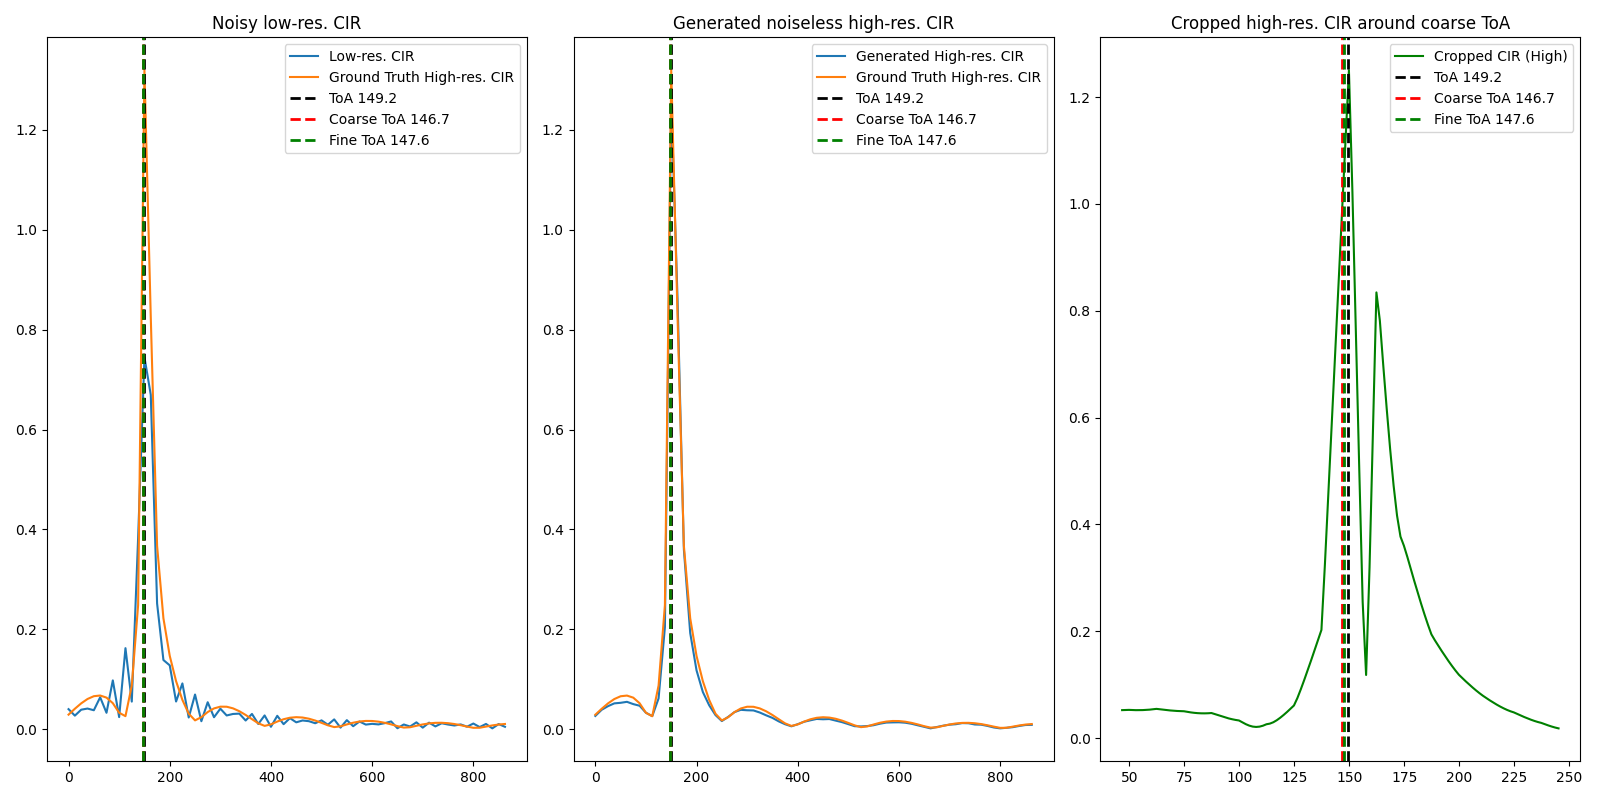 Noisy low-res. CIR
Low-res. CIR
Ground Truth High-res. CIR
ToA 149.2
Coarse ToA 146.7
Fine ToA 147.6
1.2
1.0
0.8
0.6
0.4
0.2
0.0
0 200 400 600 800
Generated noiseless high-res. CIR
Generated High-res. CIR
Ground Truth High-res. CIR
ToA 149.2
Coarse ToA 146.7
Fine ToA 147.6
1.2
1.0
0.8
0.6
0.4
0.2
0.0
0 200 400 600 800
Cropped high-res. CIR around coarse ToA
Cropped CIR (High)
ToA 149.2
Coarse ToA 146.7
Fine ToA 147.6
1.2
1.0
0.8
0.6
0.4
0.2
0.0
50 75 100 125 150 175 200 225 250